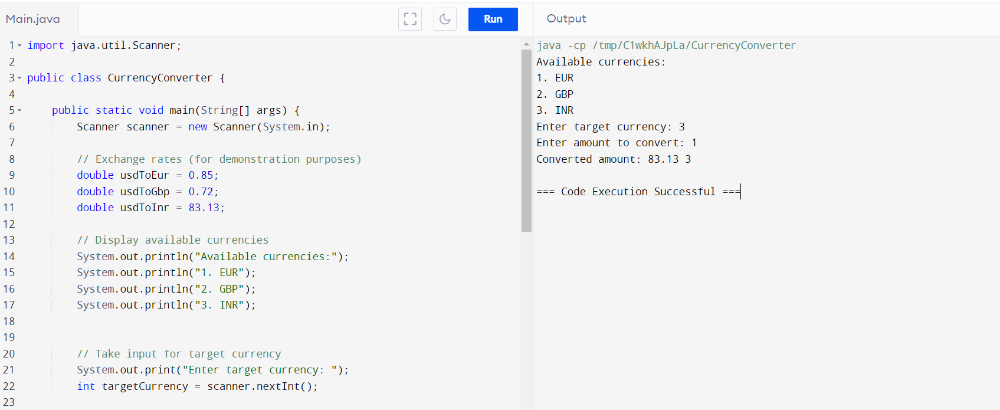 Main.java
Run
1 import java.util.Scanner;
2
3 public class CurrencyConverter {
4
5     public static void main(String[] args) {
6         Scanner scanner = new Scanner(System.in);
7
8         // Exchange rates (for demonstration purposes)
9         double usdToEur = 0.85;
10         double usdToGbp = 0.72;
11         double usdToInr = 83.13;
12
13         // Display available currencies
14         System.out.println("Available currencies:");
15         System.out.println("1. EUR");
16         System.out.println("2. GBP");
17         System.out.println("3. INR");
18
19
20         // Take input for target currency
21         System.out.print("Enter target currency: ");
22         int targetCurrency = scanner.nextInt();
23
Output
java -cp /tmp/C1wkhAJpLa/CurrencyConverter
Available currencies:
1. EUR
2. GBP
3. INR
Enter target currency: 3
Enter amount to convert: 1
Converted amount: 83.13 3
=== Code Execution Successful ===